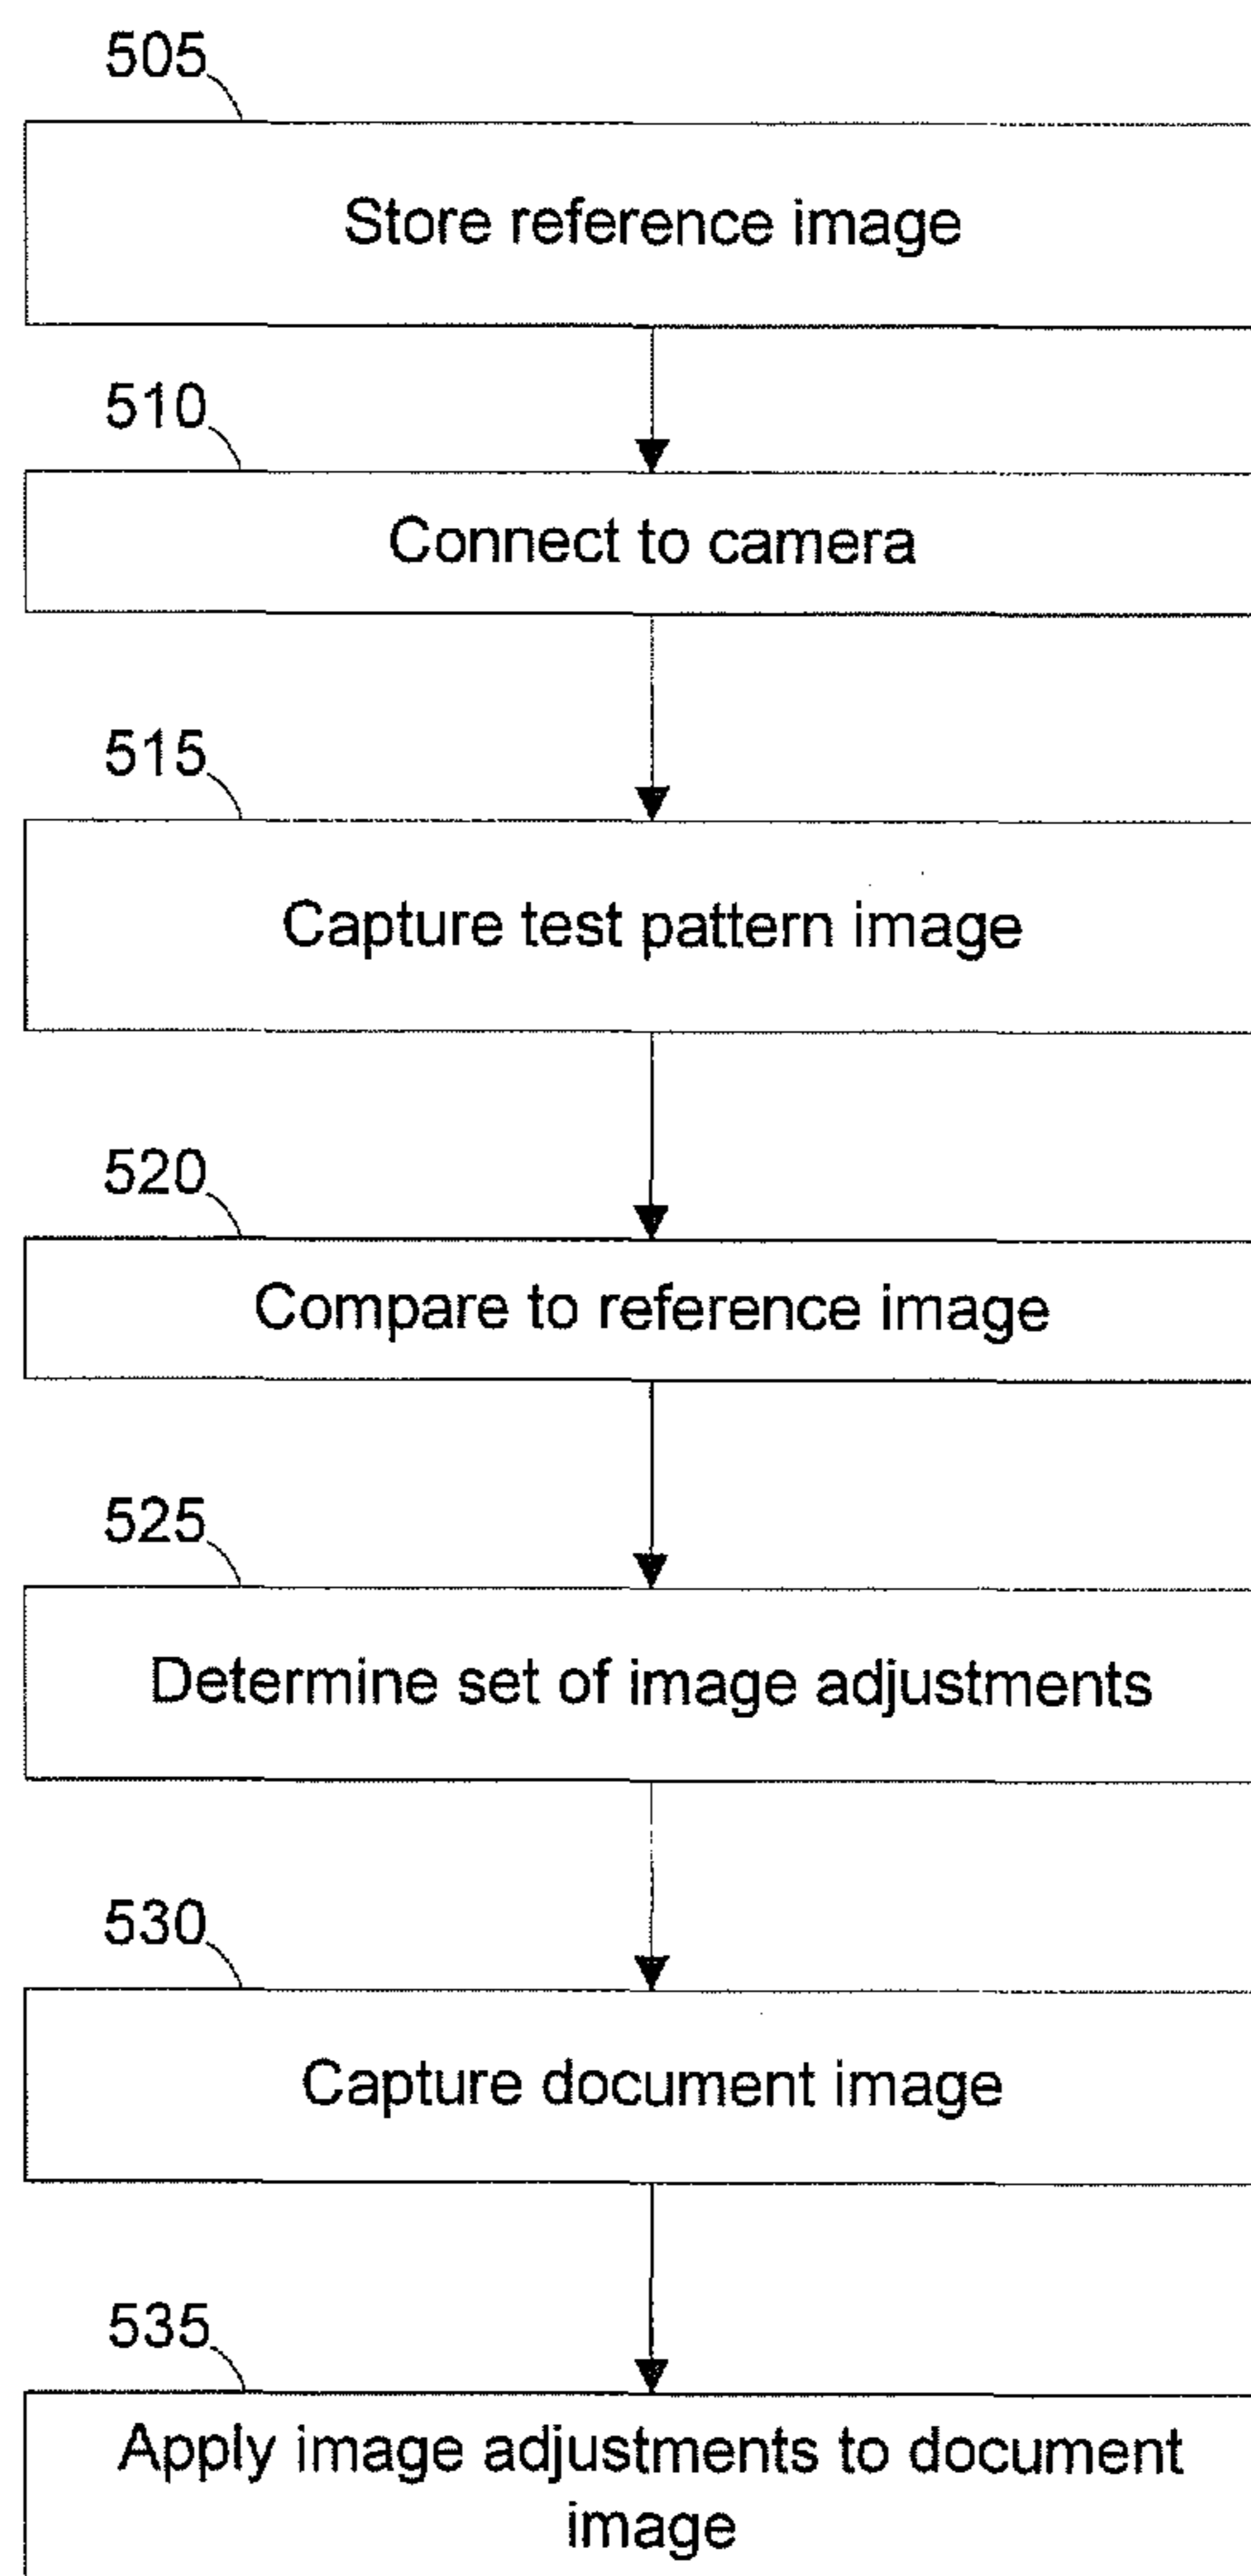 505
Store reference image
510
Connect to camera
515
Capture test pattern image
520
Compare to reference image
525
Determine set of image adjustments
530
Capture document image
535
Apply image adjustments to document
image